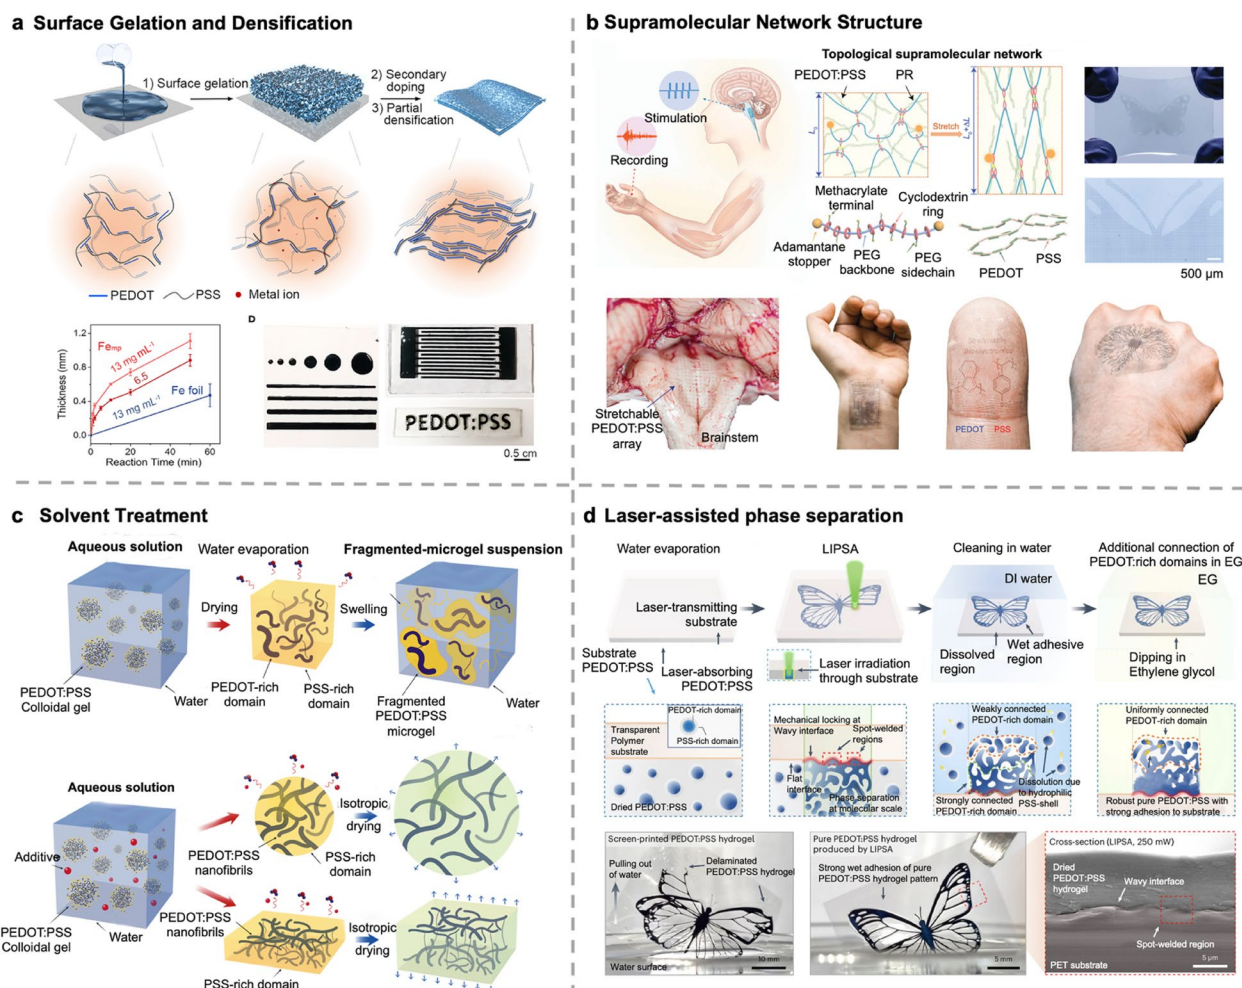 a Surface Gelation and Densification
1) Surface gelation
2) Secondary
doping
3) Partial
densification
PEDOT
PSS
Metal ion
Thickness (mm)
1.2
0.8
0.4
0.0
Femp
13 mg mL-1
6.5
Fe foil
13 mg mL-1
0
20
40
60
Reaction Time (min)
D
PEDOT:PSS
0.5 cm
b Supramolecular Network Structure
Stimulation
Recording
Topological supramolecular network
PEDOT:PSS
PR
L0
Stretch
L0+ΔL
Methacrylate
terminal
Cyclodextrin
ring
Adamantane
stopper
PEG
backbone
PEG
sidechain
PEDOT
PSS
500 μm
Stretchable
PEDOT:PSS
array
Brainstem
PEDOT
PSS
c Solvent Treatment
Aqueous solution
Water evaporation
Fragmented-microgel suspension
Drying
Swelling
PEDOT:PSS
Colloidal gel
Water
PEDOT-rich
domain
PSS-rich
domain
Fragmented
PEDOT:PSS
microgel
Water
Aqueous solution
Additive
PEDOT:PSS
Colloidal gel
Water
PEDOT:PSS
nanofibrils
PSS-rich
domain
Isotropic
drying
PEDOT:PSS
nanofibrils
PSS-rich domain
Isotropic
drying
d Laser-assisted phase separation
Water evaporation
LIPSA
Cleaning in water
Additional connection of
PEDOT:rich domains in EG
Laser-transmitting
substrate
Substrate
PEDOT:PSS
Laser-absorbing
PEDOT:PSS
Laser irradiation
through substrate
DI water
Dissolved
region
Wet adhesive
region
EG
Dipping in
Ethylene glycol
PEDOT-rich domain
PSS-rich domain
Transparent
Polymer
substrate
Dried PEDOT:PSS
Mechanical locking at
Wavy interface
Spot-welded
regions
Flat
interface
Phase separation
at molecular scale
Weakly connected
PEDOT-rich domain
Dissolution due
to hydrophilic
PSS-shell
Strongly connected
PEDOT-rich domain
Uniformly connected
PEDOT-rich domain
Robust pure PEDOT:PSS with
strong adhesion to substrate
Screen-printed PEDOT:PSS hydrogel
Pulling out
of water
Delaminated
PEDOT:PSS hydrogel
Water surface
10 mm
Pure PEDOT:PSS hydrogel
produced by LIPSA
Strong wet adhesion of pure
PEDOT:PSS hydrogel pattern
5 mm
Cross-section (LIPSA, 250 mW)
Dried
PEDOT:PSS
hydrogel
Wavy interface
Spot-welded region
PET substrate
5 μm